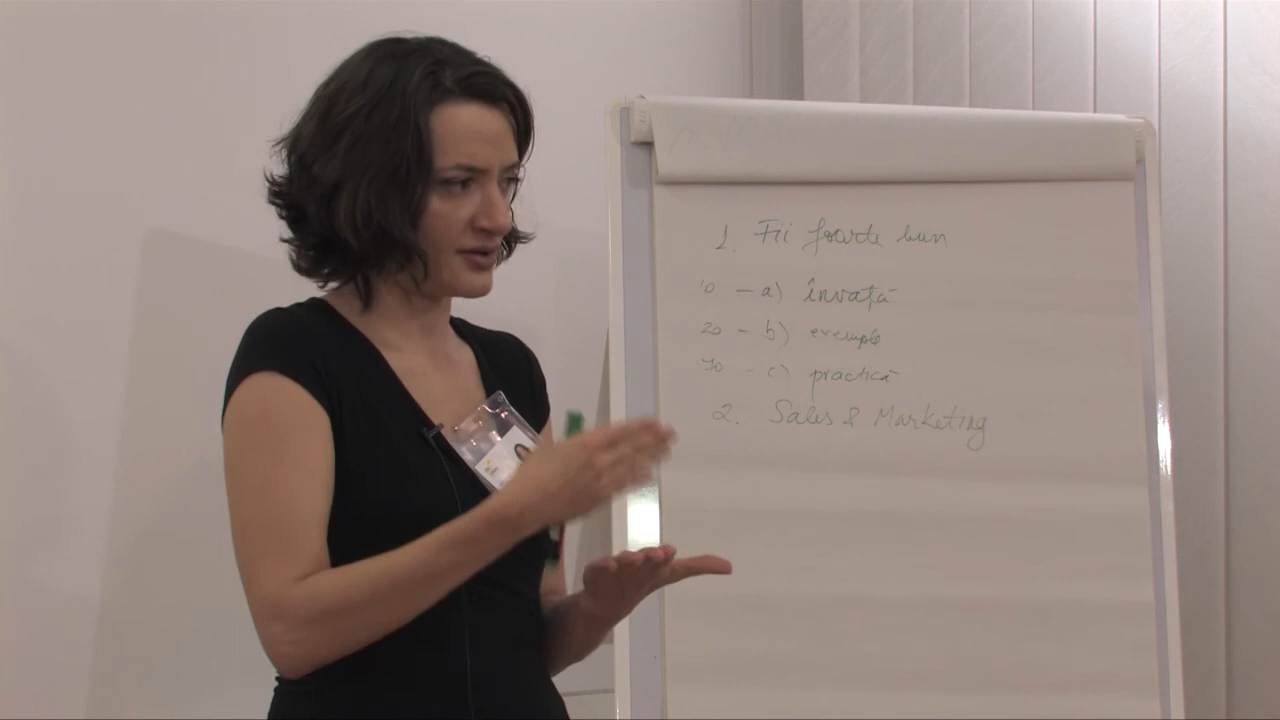 1. Fii foarte bun
10 - a) învață
20 - b) exemple
70 - c) practică
2. Sales & Marketing